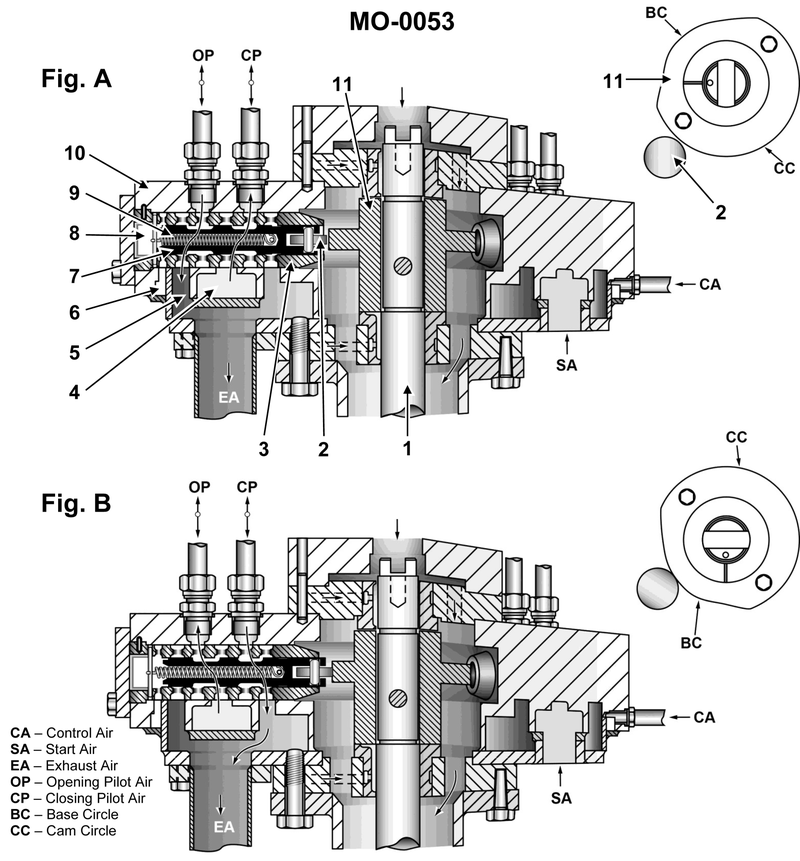 MO-0053
Fig. A
OP
CP
11
BC
11
CC
2
10
9
8
7
6
5
4
EA
3
2
1
CA
SA
Fig. B
OP
CP
CC
BC
CA
SA
EA
CA – Control Air
SA – Start Air
EA – Exhaust Air
OP – Opening Pilot Air
CP – Closing Pilot Air
BC – Base Circle
CC – Cam Circle